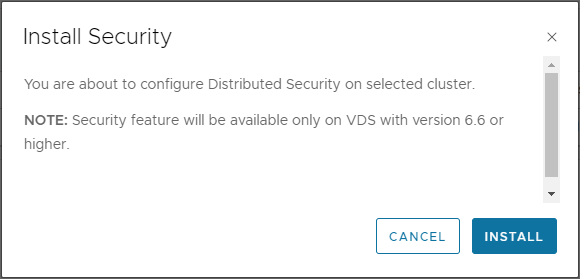 Install Security
You are about to configure Distributed Security on selected cluster.
NOTE: Security feature will be available only on VDS with version 6.6 or
higher.
CANCEL
INSTALL